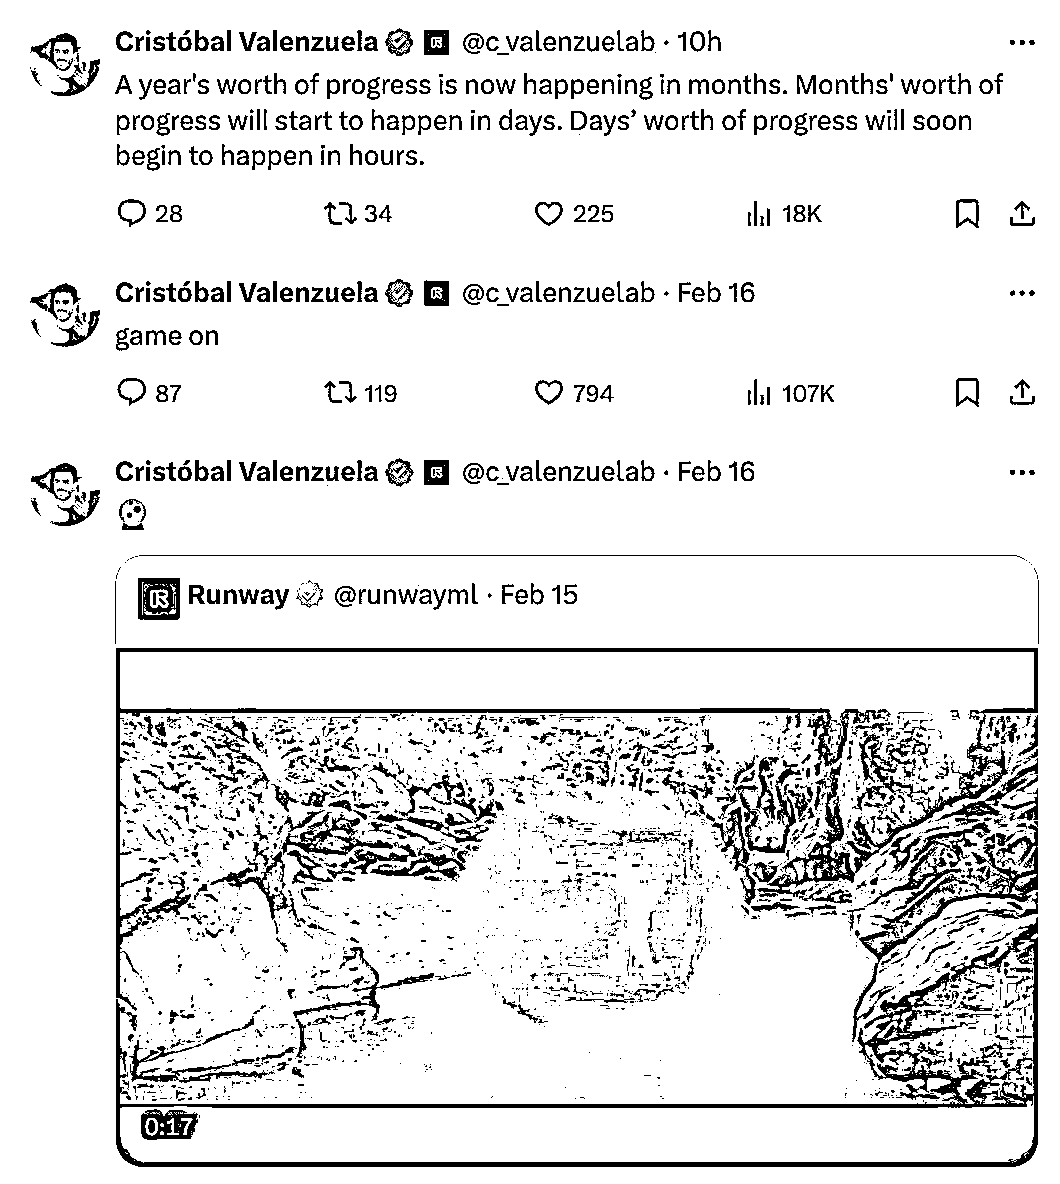 Cristóbal Valenzuela @c_valenzuelab · 10h
A year's worth of progress is now happening in months. Months' worth of
progress will start to happen in days. Days’ worth of progress will soon
begin to happen in hours.
28 34 225 18K
Cristóbal Valenzuela @c_valenzuelab · Feb 16
game on
87 119 794 107K
Cristóbal Valenzuela @c_valenzuelab · Feb 16
Runway @runwayml · Feb 15
0:17